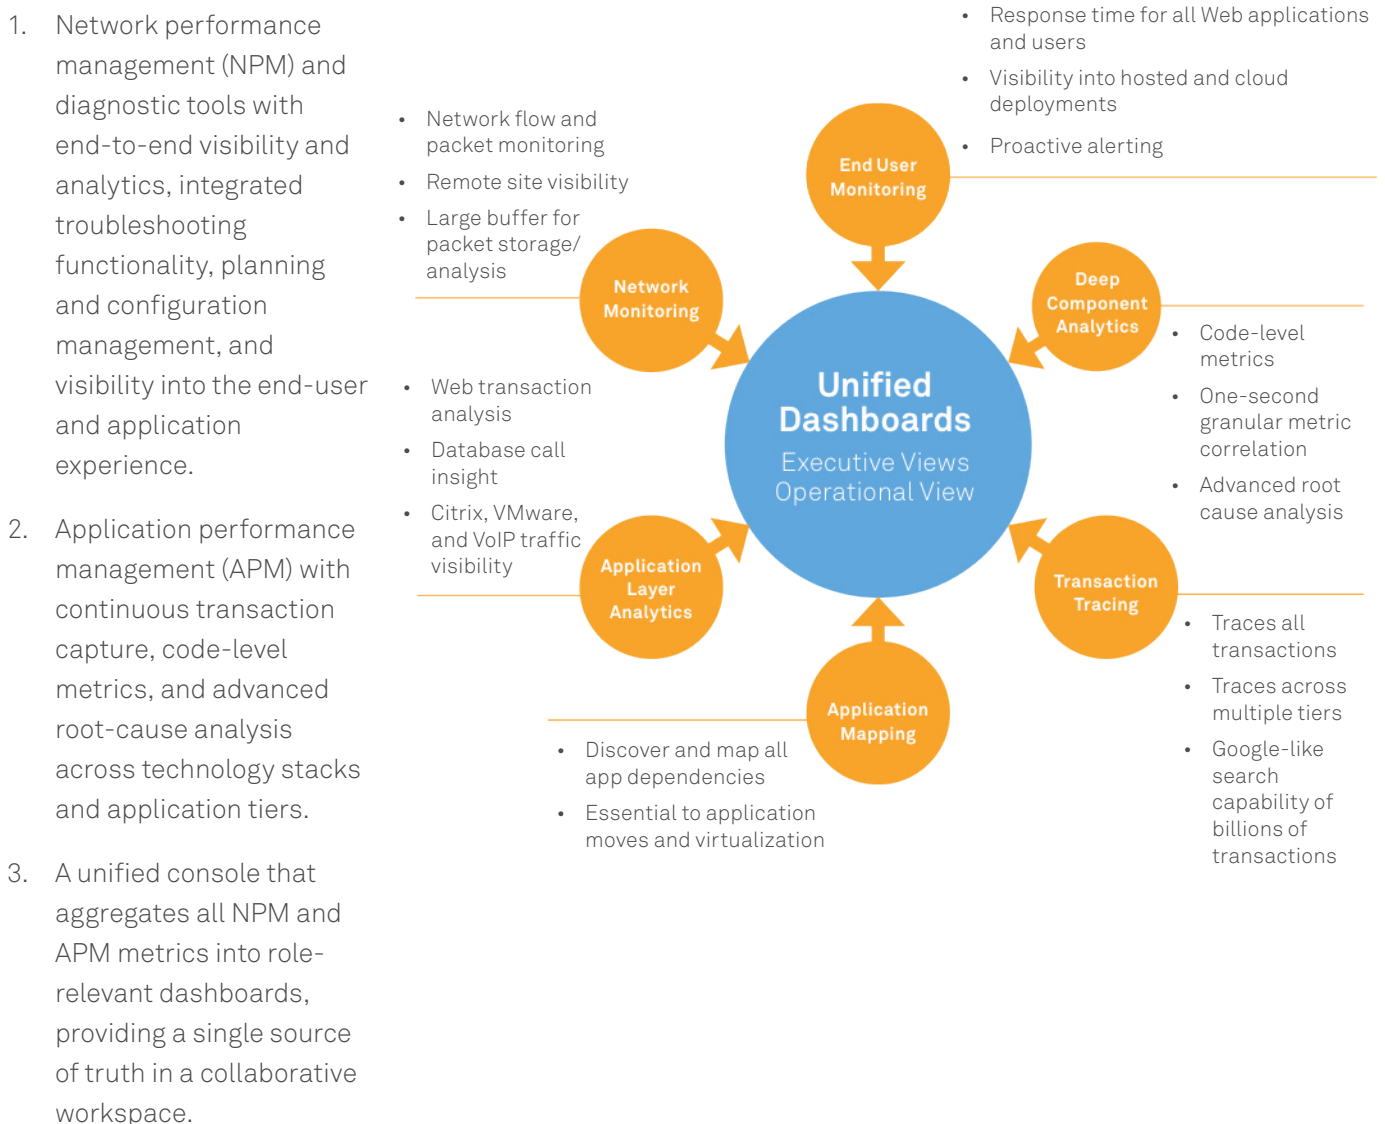 1. Network performance
management (NPM) and
diagnostic tools with
end-to-end visibility and
analytics, integrated
troubleshooting
functionality, planning
and configuration
management, and
visibility into the end-user
and application
experience.
2. Application performance
management (APM) with
continuous transaction
capture, code-level
metrics, and advanced
root-cause analysis
across technology stacks
and application tiers.
3. A unified console that
aggregates all NPM and
APM metrics into role-
relevant dashboards,
providing a single source
of truth in a collaborative
workspace.
• Response time for all Web applications
and users
• Visibility into hosted and cloud
deployments
• Proactive alerting
End User
Monitoring
• Network flow and
packet monitoring
• Remote site visibility
• Large buffer for
packet storage/
analysis
Network
Monitoring
Deep
Component
Analytics
• Code-level
metrics
• One-second
granular metric
correlation
• Advanced root
cause analysis
Unified
Dashboards
Executive Views
Operational View
• Web transaction
analysis
• Database call
insight
• Citrix, VMware,
and VoIP traffic
visibility
Application
Layer
Analytics
Transaction
Tracing
• Traces all
transactions
• Traces across
multiple tiers
• Google-like
search
capability of
billions of
transactions
Application
Mapping
• Discover and map all
app dependencies
• Essential to application
moves and virtualization